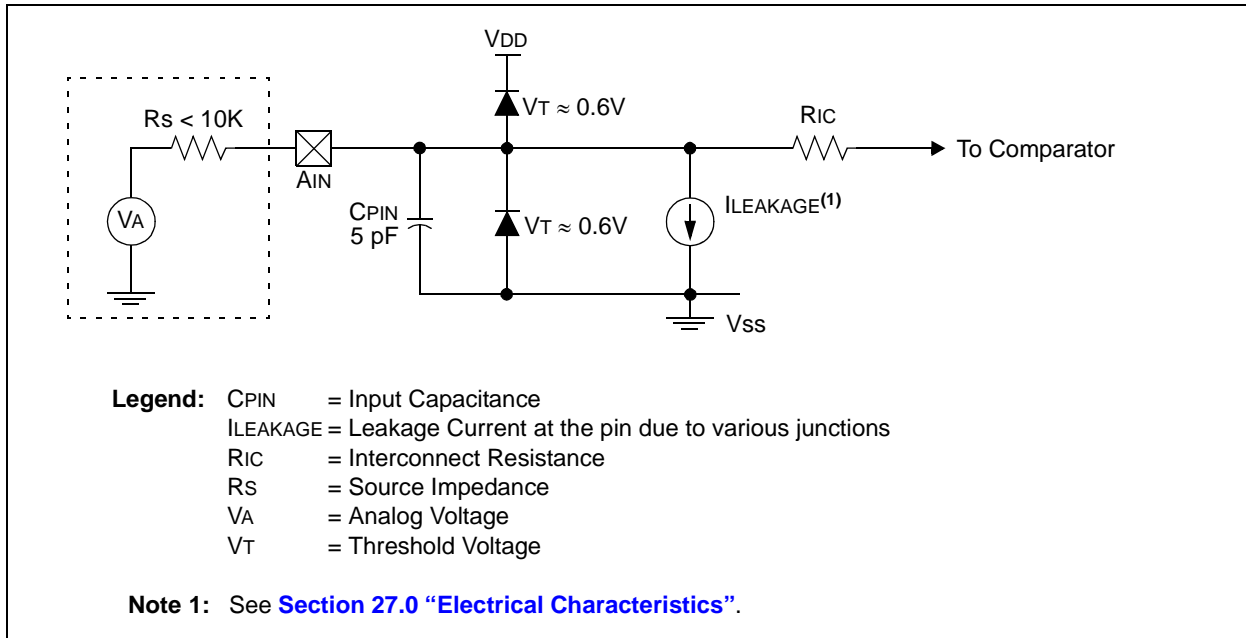 VDD
VT ≈ 0.6V
Rs < 10K
RIC
To Comparator
AIN
VA
CPIN
5 pF
VT ≈ 0.6V
ILEAKAGE(1)
Vss
Legend: CPIN = Input Capacitance
ILEAKAGE = Leakage Current at the pin due to various junctions
RIC = Interconnect Resistance
RS = Source Impedance
VA = Analog Voltage
VT = Threshold Voltage
Note 1: See Section 27.0 “Electrical Characteristics”.